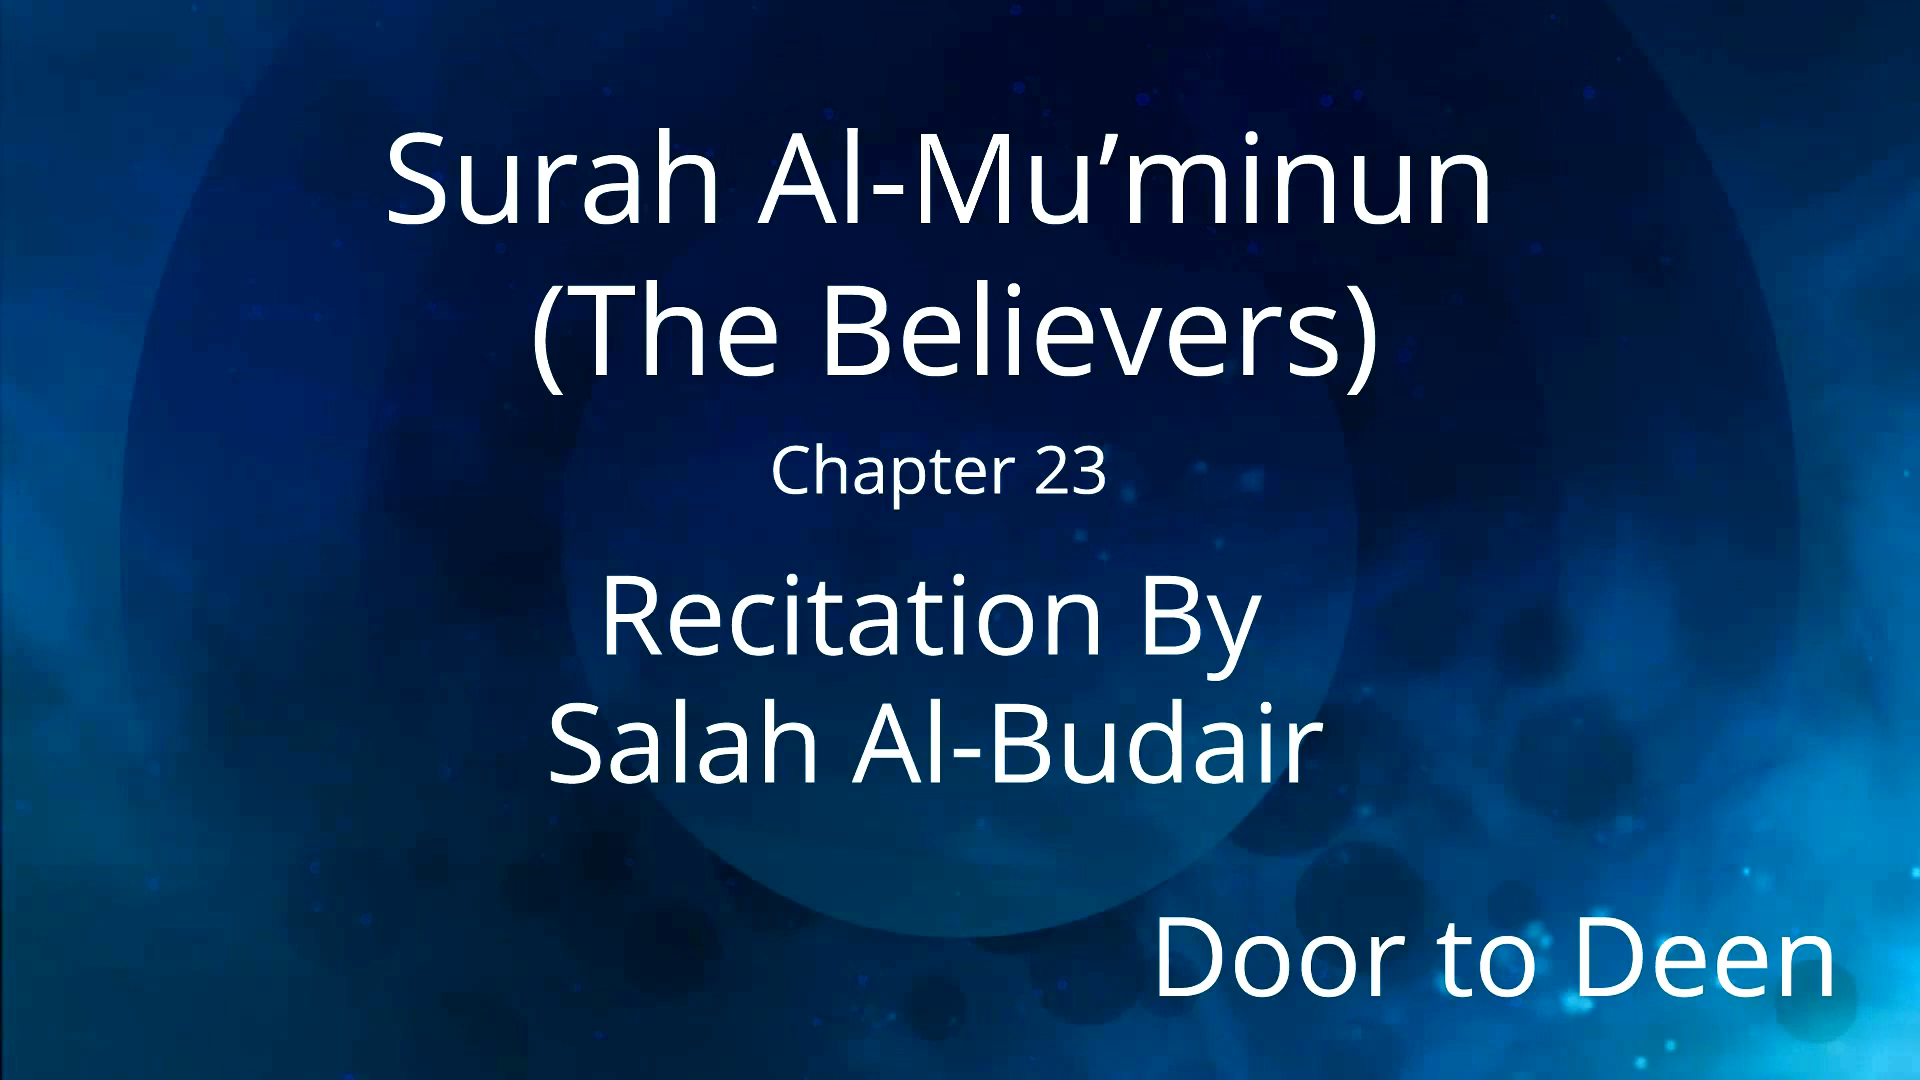 Surah Al-Mu’minun
(The Believers)
Chapter 23
Recitation By
Salah Al-Budair
Door to Deen